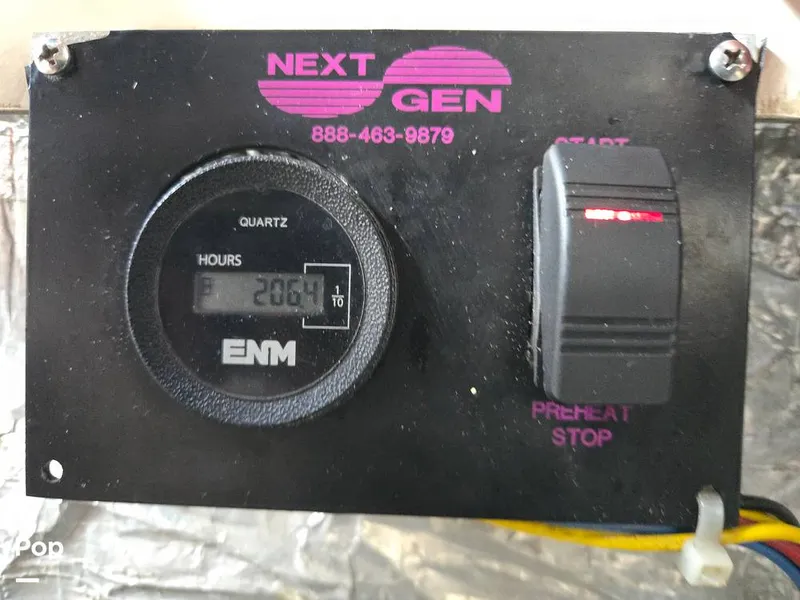 NEXT
GEN
888-463-9879
START
QUARTZ
HOURS
2064
1
10
ENM
PREHEAT
STOP
Pop